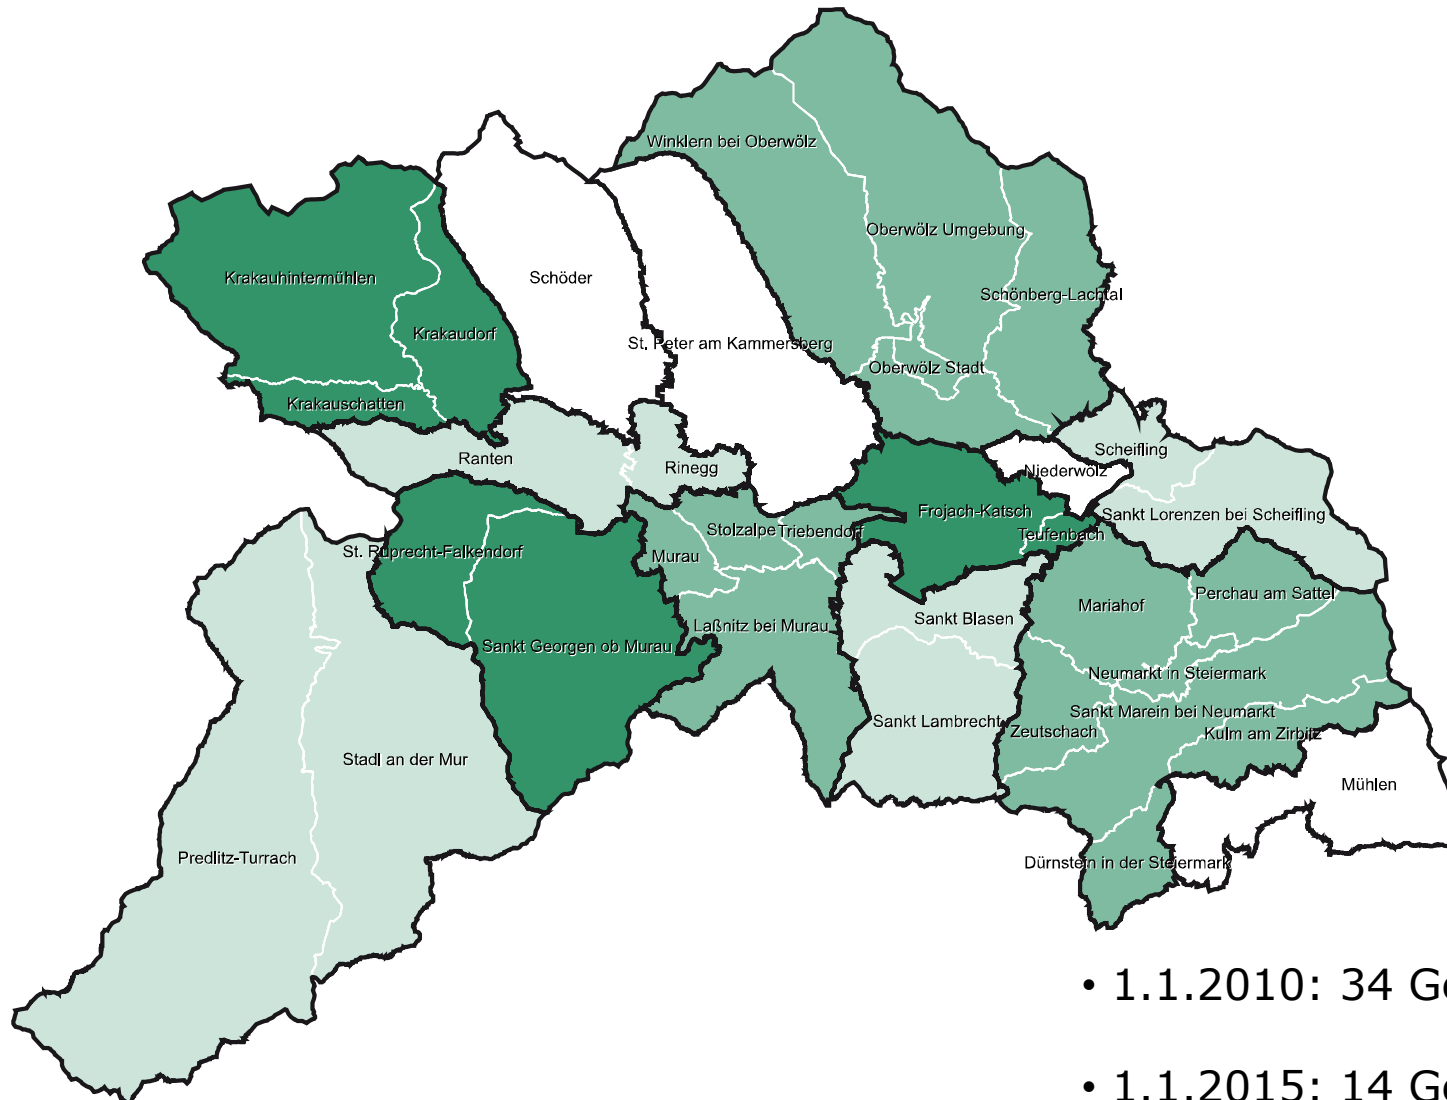 Winklern bei Oberwölz
Oberwölz Umgebung
Krakauhintermühlen
Schöder
Schönberg-Lachtal
Krakaudorf
St. Peter am Kammersberg
Oberwölz Stadt
Krakauschatten
Scheifling
Ranten
Rinegg
Niederwölz
Frojach-Katsch
Sankt Lorenzen bei Scheifling
Stolzalpe
Triebendorf
Teufenbach
St. Ruprecht-Falkendorf
Murau
Perchau am Sattel
Mariahof
Sankt Blasen
Laßnitz bei Murau
Sankt Georgen ob Murau
Neumarkt in Steiermark
Sankt Marein bei Neumarkt
Sankt Lambrecht
Zeutschach
Kulm am Zirbitz
Stadl an der Mur
Mühlen
Predlitz-Turrach
Dürnstein in der Steiermark
• 1.1.2010: 34 Ge
• 1.1.2015: 14 Ge